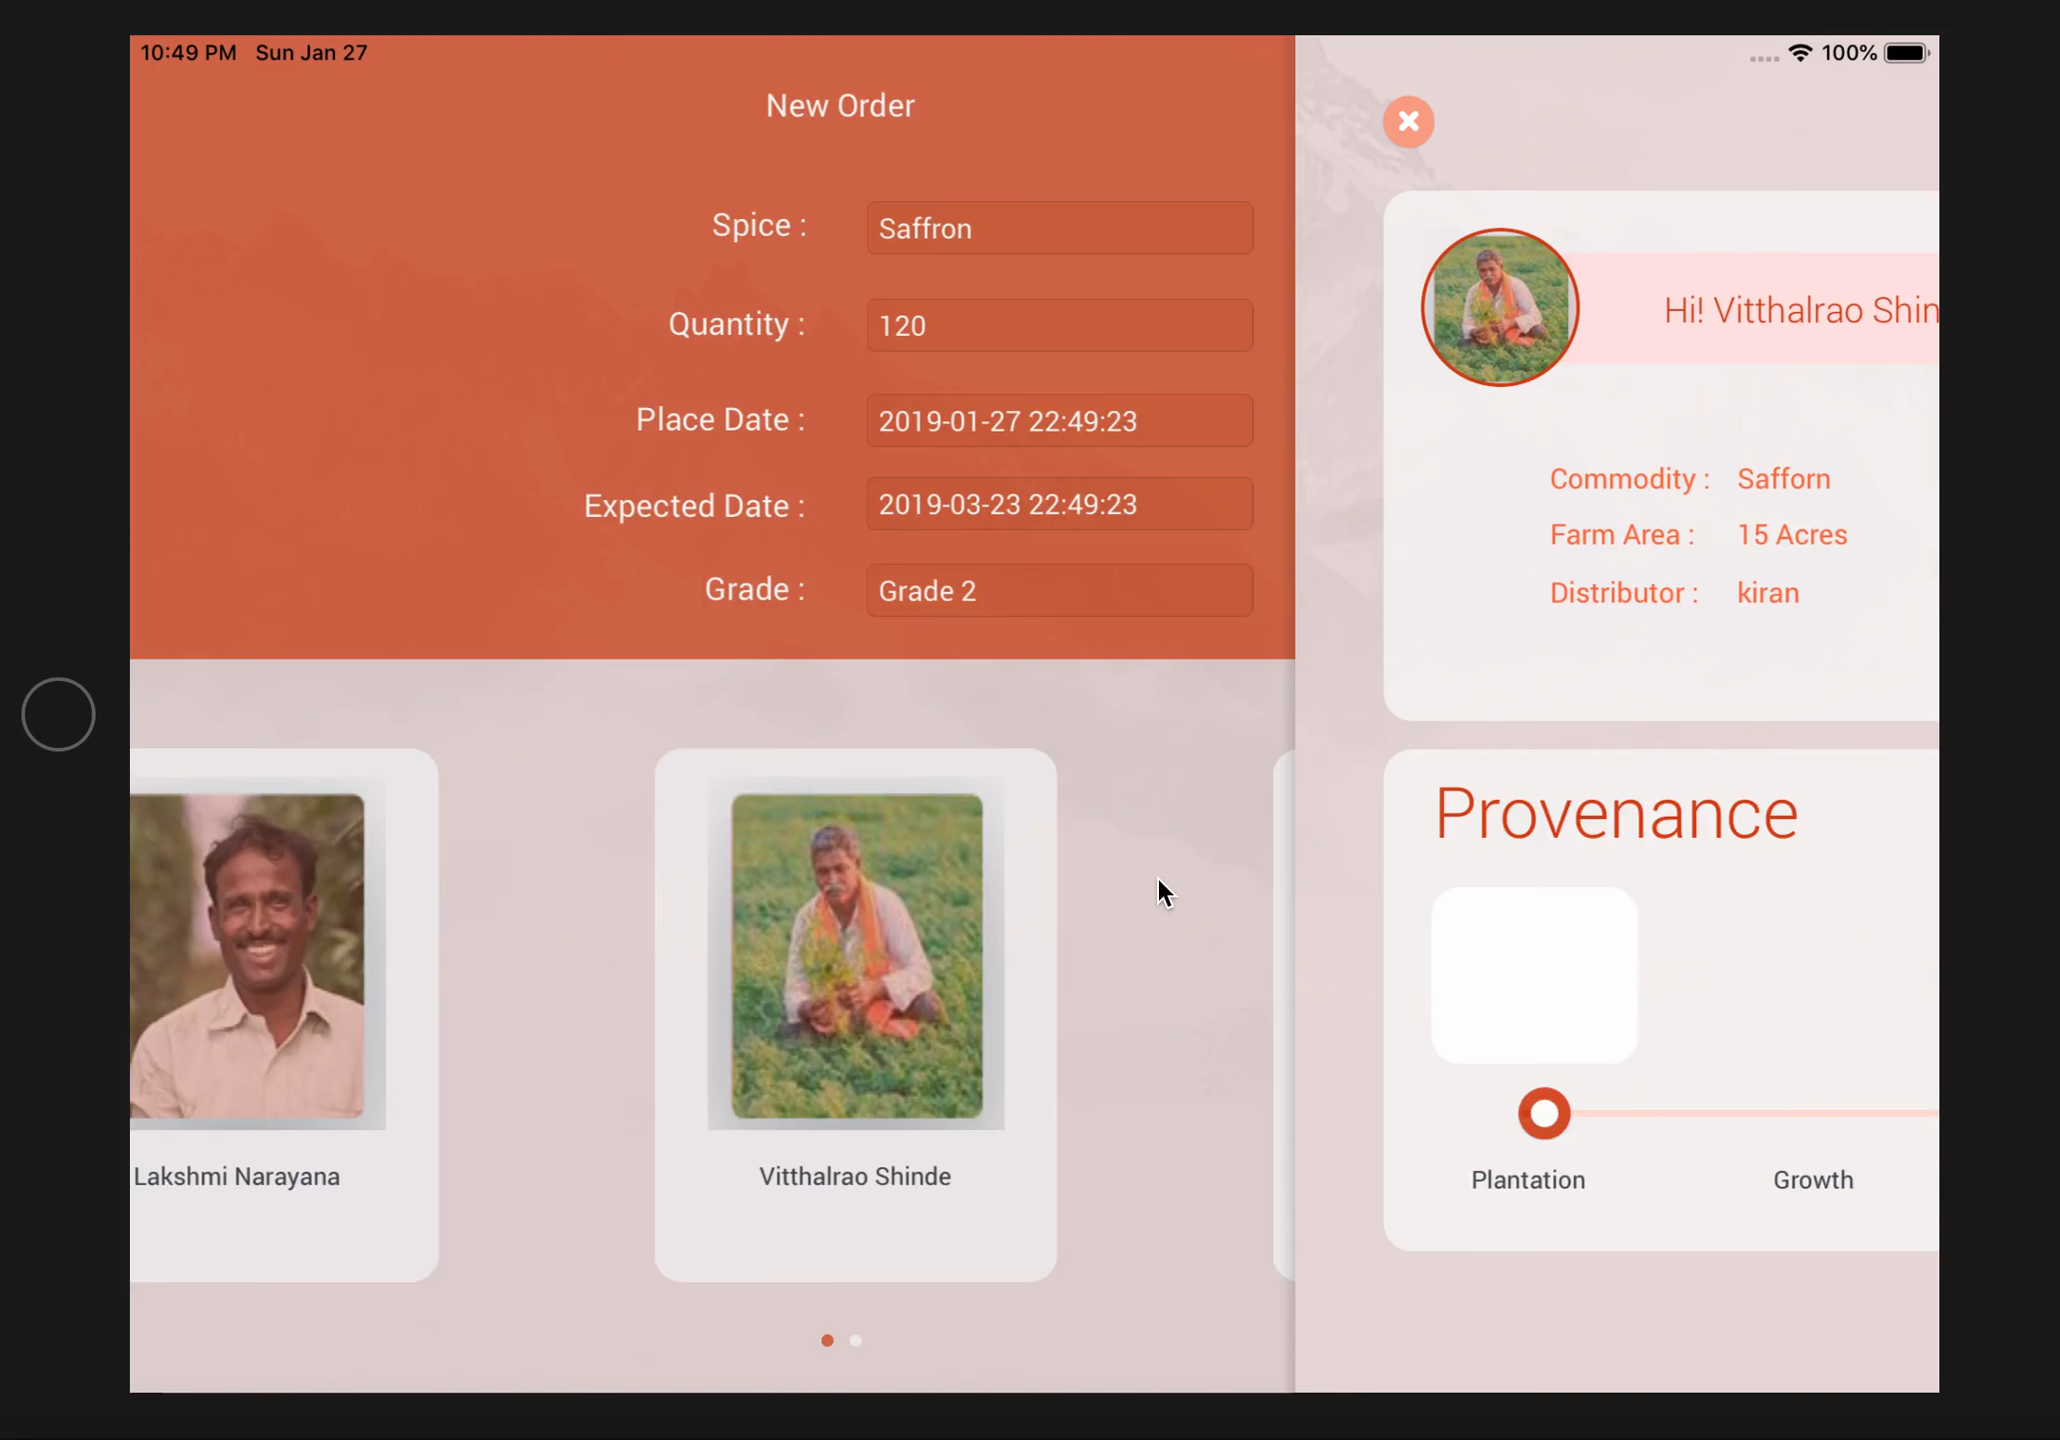 10:49 PM Sun Jan 27
100%
New Order
Spice : Saffron
Quantity : 120
Place Date : 2019-01-27 22:49:23
Expected Date : 2019-03-23 22:49:23
Grade : Grade 2
Lakshmi Narayana
Vitthalrao Shinde
Hi! Vitthalrao Shin
Commodity : Safforn
Farm Area : 15 Acres
Distributor : kiran
Provenance
Plantation Growth